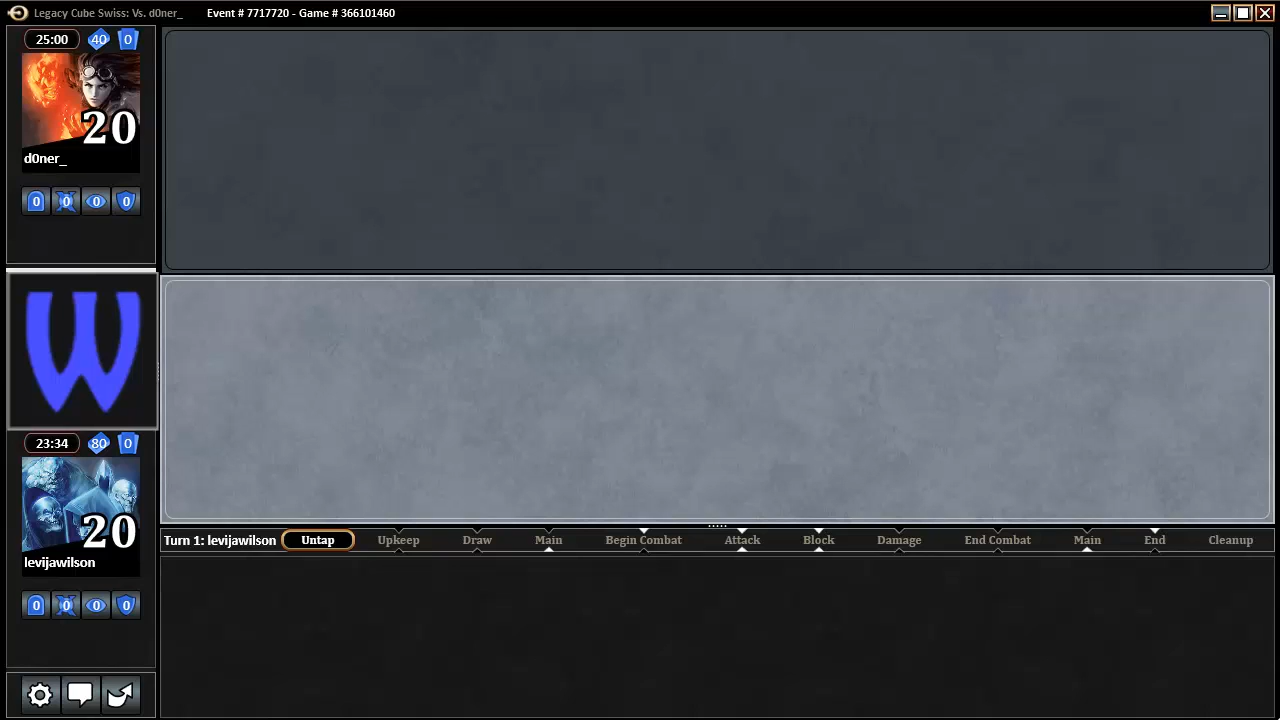 Legacy Cube Swiss: Vs. d0ner_ Event # 7717720 - Game # 366101460
25:00 40 0
20
d0ner_
0 0 0 0
W
23:34 80 0
20
levijawilson
Turn 1: levijawilson Untap Upkeep Draw Main Begin Combat Attack Block Damage End Combat Main End Cleanup
0 0 0 0